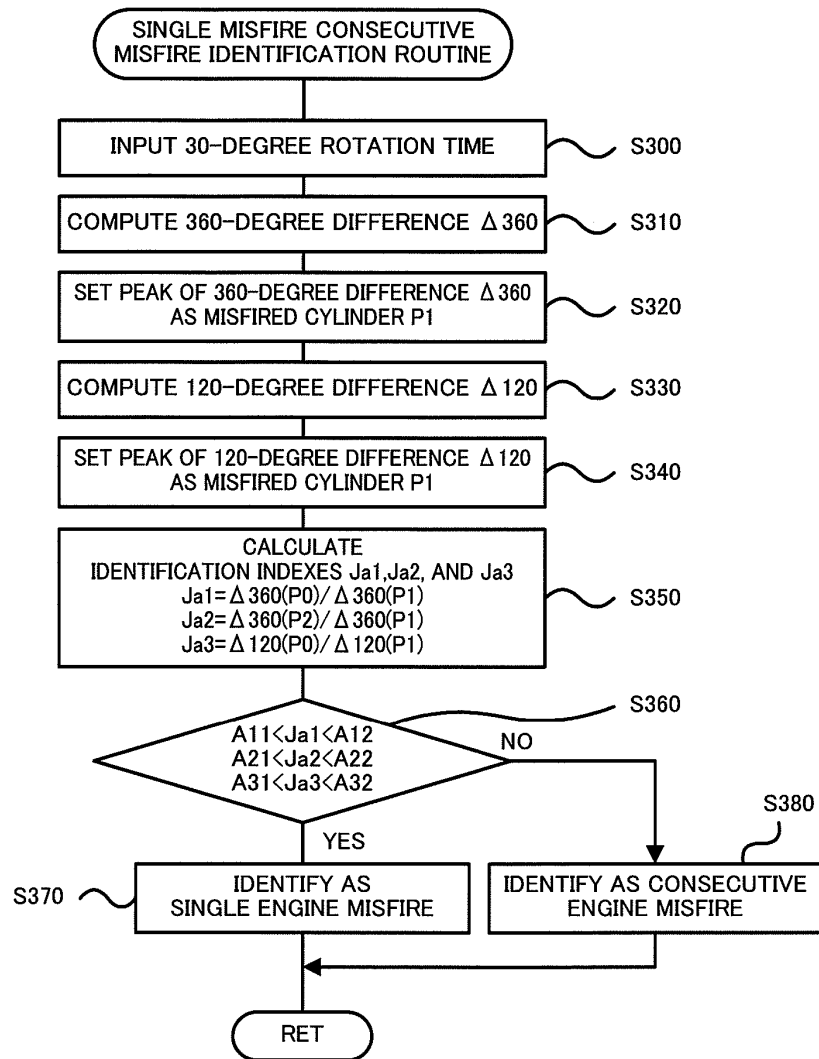 SINGLE MISFIRE CONSECUTIVE
MISFIRE IDENTIFICATION ROUTINE
INPUT 30-DEGREE ROTATION TIME
S300
COMPUTE 360-DEGREE DIFFERENCE Δ360
S310
SET PEAK OF 360-DEGREE DIFFERENCE Δ360
AS MISFIRED CYLINDER P1
S320
COMPUTE 120-DEGREE DIFFERENCE Δ120
S330
SET PEAK OF 120-DEGREE DIFFERENCE Δ120
AS MISFIRED CYLINDER P1
S340
CALCULATE
IDENTIFICATION INDEXES Ja1,Ja2, AND Ja3
Ja1=Δ360(P0)/Δ360(P1)
Ja2=Δ360(P2)/Δ360(P1)
Ja3=Δ120(P0)/Δ120(P1)
S350
S360
A11<Ja1<A12
A21<Ja2<A22
A31<Ja3<A32
NO
YES
S380
S370
IDENTIFY AS
SINGLE ENGINE MISFIRE
IDENTIFY AS CONSECUTIVE
ENGINE MISFIRE
RET